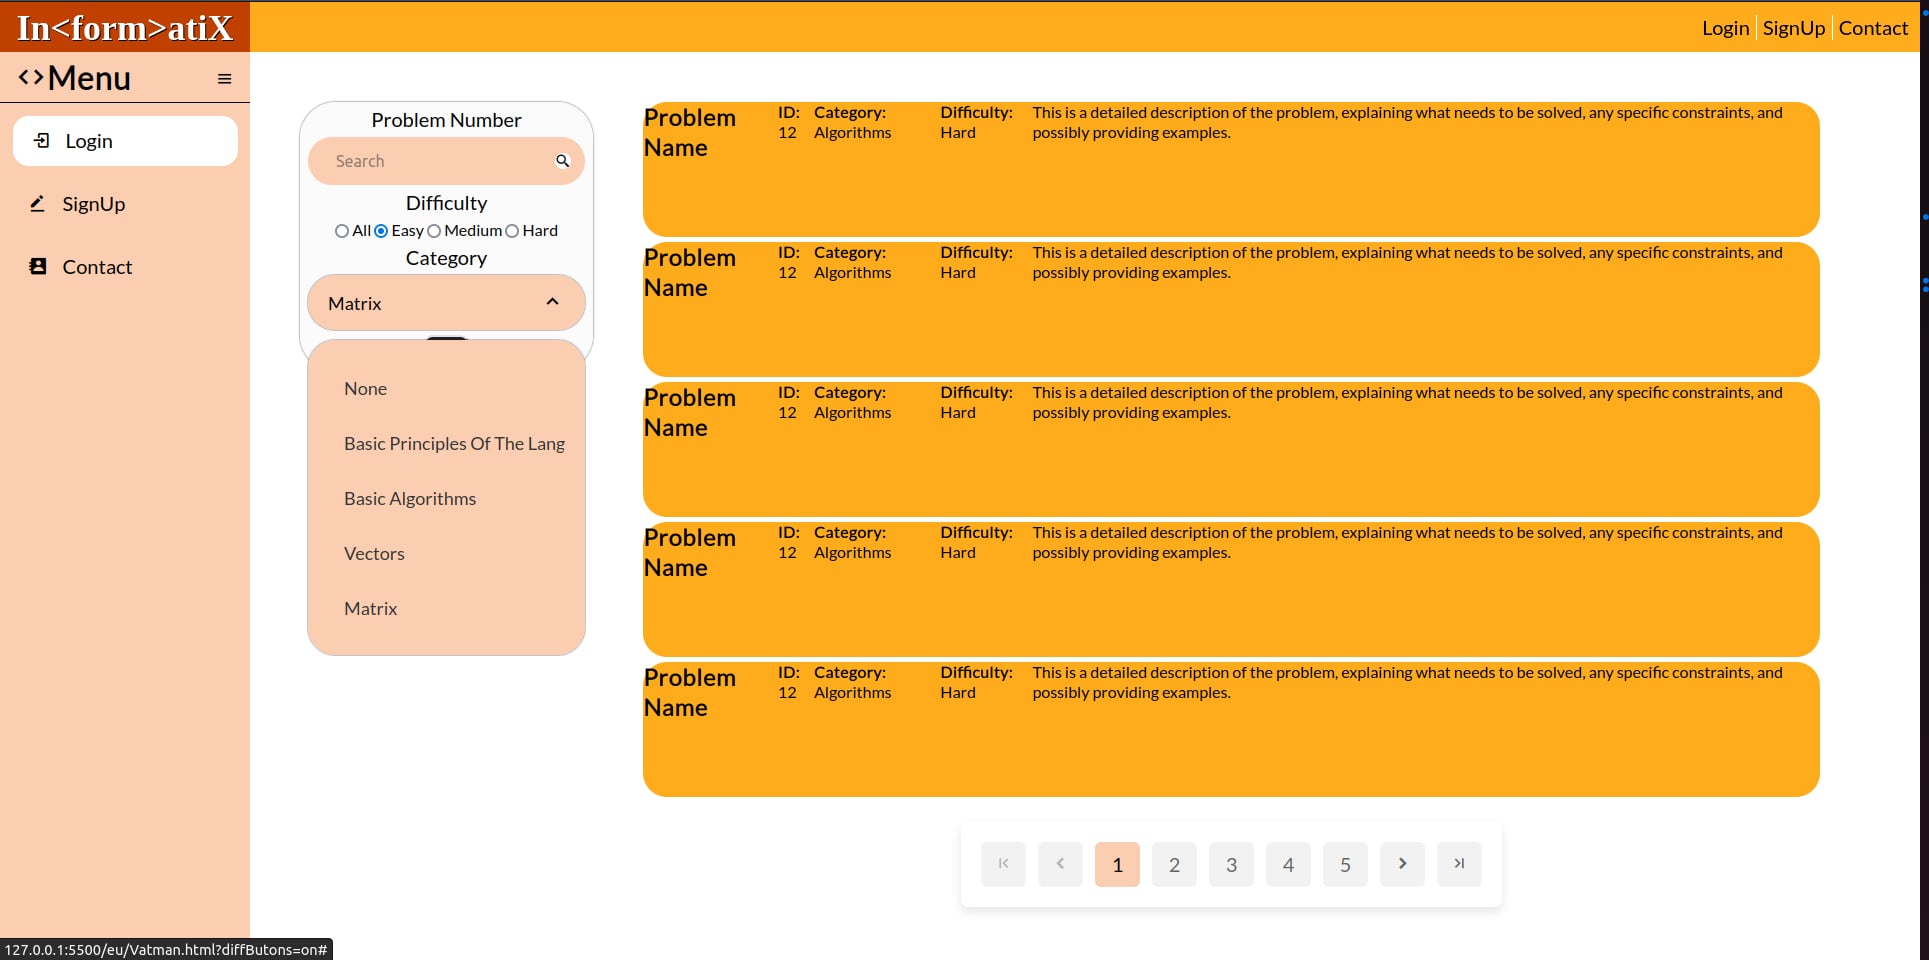 In<form>atiX
Login SignUp Contact
<>Menu
Login
SignUp
Contact
Problem Number
Search
Difficulty
All Easy Medium Hard
Category
Matrix
None
Basic Principles Of The Lang
Basic Algorithms
Vectors
Matrix
Problem Name
ID: 12
Category: Algorithms
Difficulty: Hard
This is a detailed description of the problem, explaining what needs to be solved, any specific constraints, and
possibly providing examples.
Problem Name
ID: 12
Category: Algorithms
Difficulty: Hard
This is a detailed description of the problem, explaining what needs to be solved, any specific constraints, and
possibly providing examples.
Problem Name
ID: 12
Category: Algorithms
Difficulty: Hard
This is a detailed description of the problem, explaining what needs to be solved, any specific constraints, and
possibly providing examples.
Problem Name
ID: 12
Category: Algorithms
Difficulty: Hard
This is a detailed description of the problem, explaining what needs to be solved, any specific constraints, and
possibly providing examples.
Problem Name
ID: 12
Category: Algorithms
Difficulty: Hard
This is a detailed description of the problem, explaining what needs to be solved, any specific constraints, and
possibly providing examples.
1 2 3 4 5
127.0.0.1:5500/eu/Vatman.html?diffButons=on#